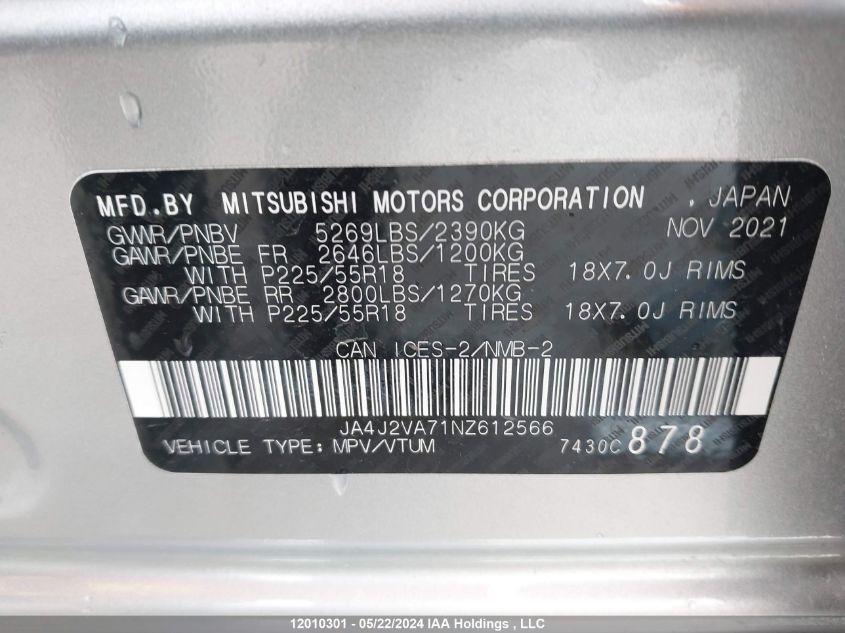 MFD.BY MITSUBISHI MOTORS CORPORATION . JAPAN
GVWR/PNBV 5269LBS/2390KG NOV 2021
GAWR/PNBE FR 2646LBS/1200KG
WITH P225/55R18 TIRES 18X7.0J RIMS
GAWR/PNBE RR 2800LBS/1270KG
WITH P225/55R18 TIRES 18X7.0J RIMS
CAN ICES-2/NMB-2
JA4J2VA71NZ612566
VEHICLE TYPE: MPV/VTUM 7430C 878
12010301 - 05/22/2024 IAA Holdings , LLC